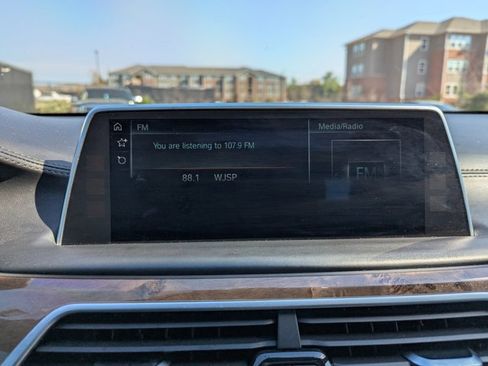 FM
Media/Radio
You are listening to 107.9 FM
88.1 WJSP
FM